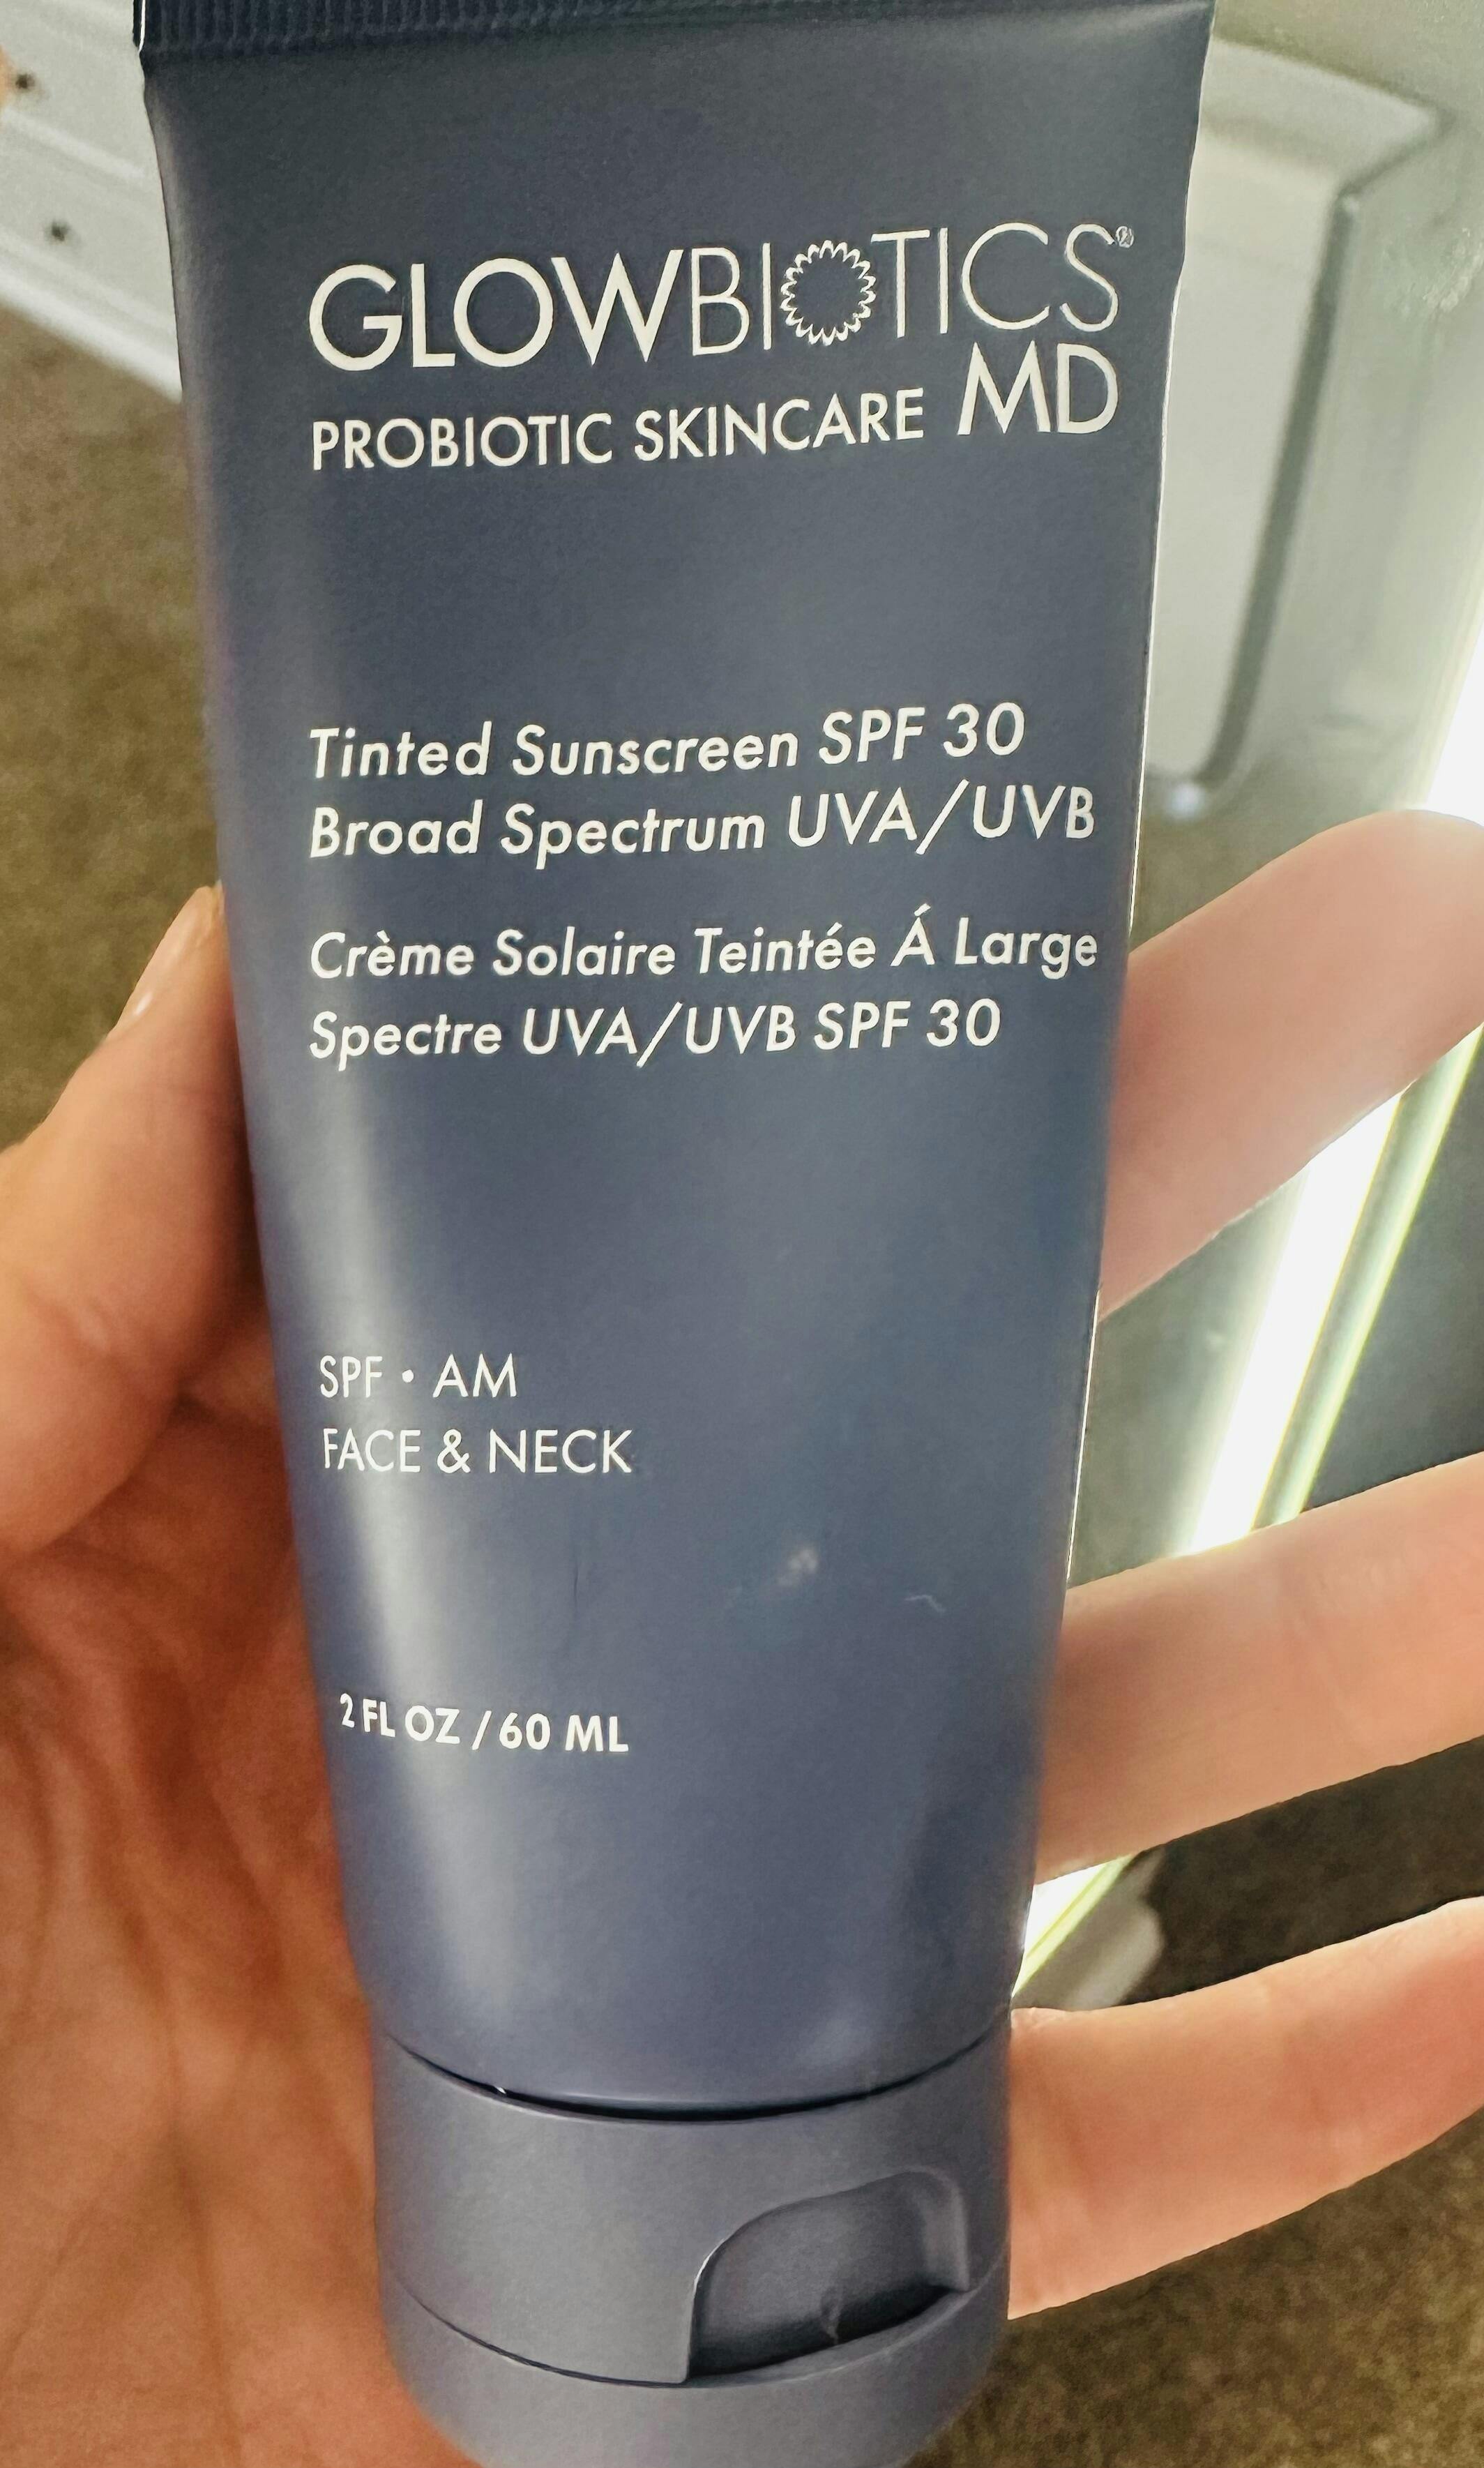 GLOWBIOTICS®
MD
PROBIOTIC SKINCARE
Tinted Sunscreen SPF 30
Broad Spectrum UVA/UVB
Crème Solaire Teintée Á Large
Spectre UVA/UVB SPF 30
SPF • AM
FACE & NECK
2 FL OZ / 60 ML